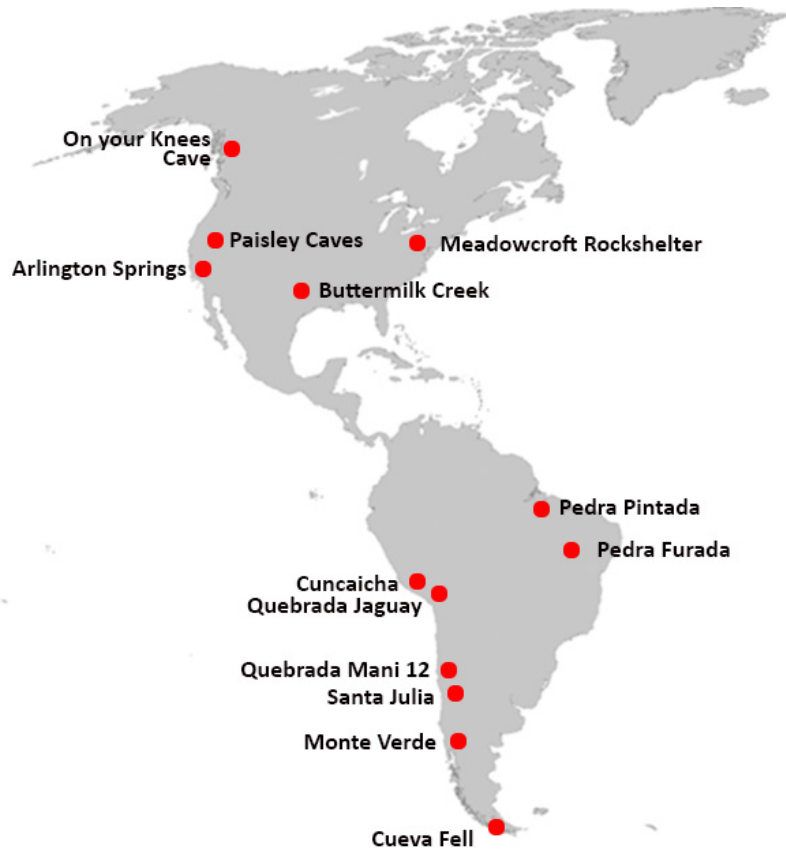 On your Knees
Cave
Paisley Caves
Meadowcroft Rockshelter
Arlington Springs
Buttermilk Creek
Pedra Pintada
Pedra Furada
Cuncaicha
Quebrada Jaguay
Quebrada Mani 12
Santa Julia
Monte Verde
Cueva Fell